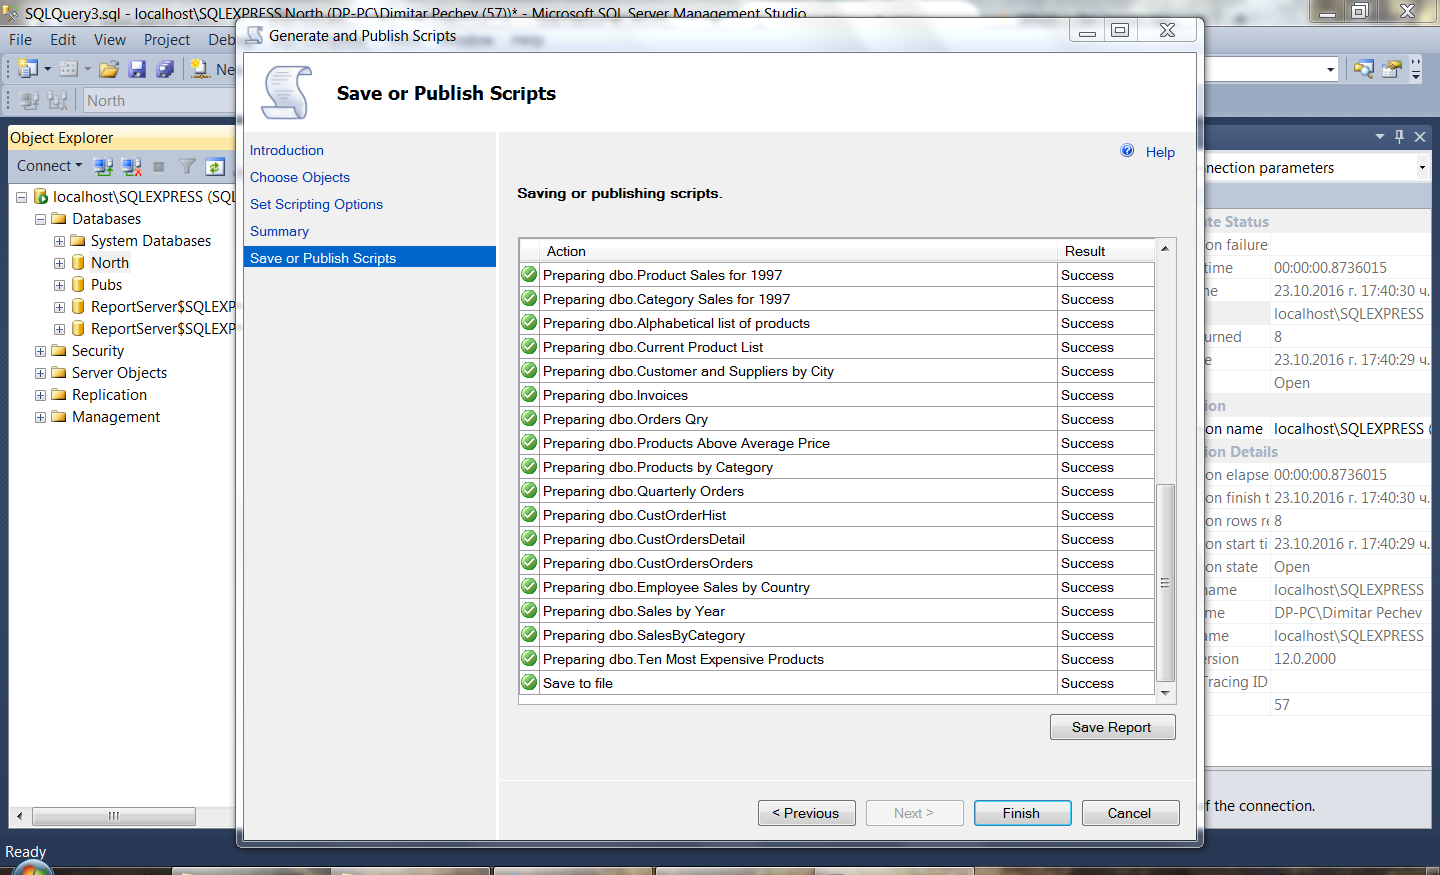 SQLQuery3.sql - localhost\SQLEXPRESS.North (DP-PC\Dimitar Pechev (57))* - Microsoft SQL Server Management Studio
File Edit View Project Deb
Help
Ne
North
Object Explorer
Connect
localhost\SQLEXPRESS (SQL
Databases
System Databases
North
Pubs
ReportServer$SQLEXP
ReportServer$SQLEXP
Security
Server Objects
Replication
Management
Ready
Generate and Publish Scripts
Save or Publish Scripts
Introduction
Choose Objects
Set Scripting Options
Summary
Save or Publish Scripts
Help
Saving or publishing scripts.
Action Result
Preparing dbo.Product Sales for 1997 Success
Preparing dbo.Category Sales for 1997 Success
Preparing dbo.Alphabetical list of products Success
Preparing dbo.Current Product List Success
Preparing dbo.Customer and Suppliers by City Success
Preparing dbo.Invoices Success
Preparing dbo.Orders Qry Success
Preparing dbo.Products Above Average Price Success
Preparing dbo.Products by Category Success
Preparing dbo.Quarterly Orders Success
Preparing dbo.CustOrderHist Success
Preparing dbo.CustOrdersDetail Success
Preparing dbo.CustOrdersOrders Success
Preparing dbo.Employee Sales by Country Success
Preparing dbo.Sales by Year Success
Preparing dbo.SalesByCategory Success
Preparing dbo.Ten Most Expensive Products Success
Save to file Success
Save Report
< Previous Next > Finish Cancel
nection parameters
te Status
on failure
time 00:00:00.8736015
me 23.10.2016 г. 17:40:30 ч.
localhost\SQLEXPRESS
urned 8
e 23.10.2016 г. 17:40:29 ч.
Open
ion
on name localhost\SQLEXPRESS (
ion Details
on elapse 00:00:00.8736015
on finish t 23.10.2016 г. 17:40:30 ч.
on rows re 8
on start ti 23.10.2016 г. 17:40:29 ч.
on state Open
name localhost\SQLEXPRESS
me DP-PC\Dimitar Pechev
ame localhost\SQLEXPRESS
ersion 12.0.2000
Tracing ID
57
f the connection.